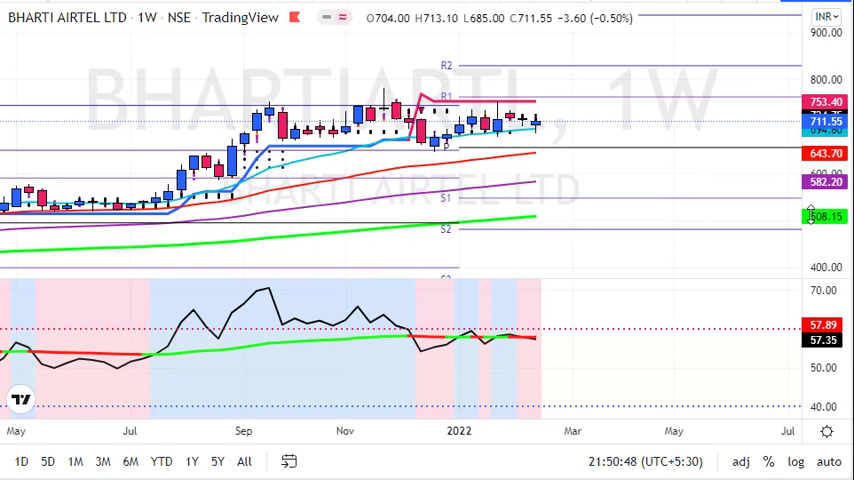 BHARTI AIRTEL LTD · 1W · NSE TradingView O704.00 H713.10 L685.00 C711.55 −3.60 (−0.50%) INR
900.00
BHARTIARTL, 1W
BHARTI AIRTEL LTD
R2
800.00
R1
753.40
711.55
694.80
P
643.70
600.00
582.20
S1
508.15
S2
400.00
70.00
57.89
57.35
50.00
40.00
May Jul Sep Nov 2022 Mar May Jul
1D 5D 1M 3M 6M YTD 1Y 5Y All 21:50:48 (UTC+5:30) adj % log auto